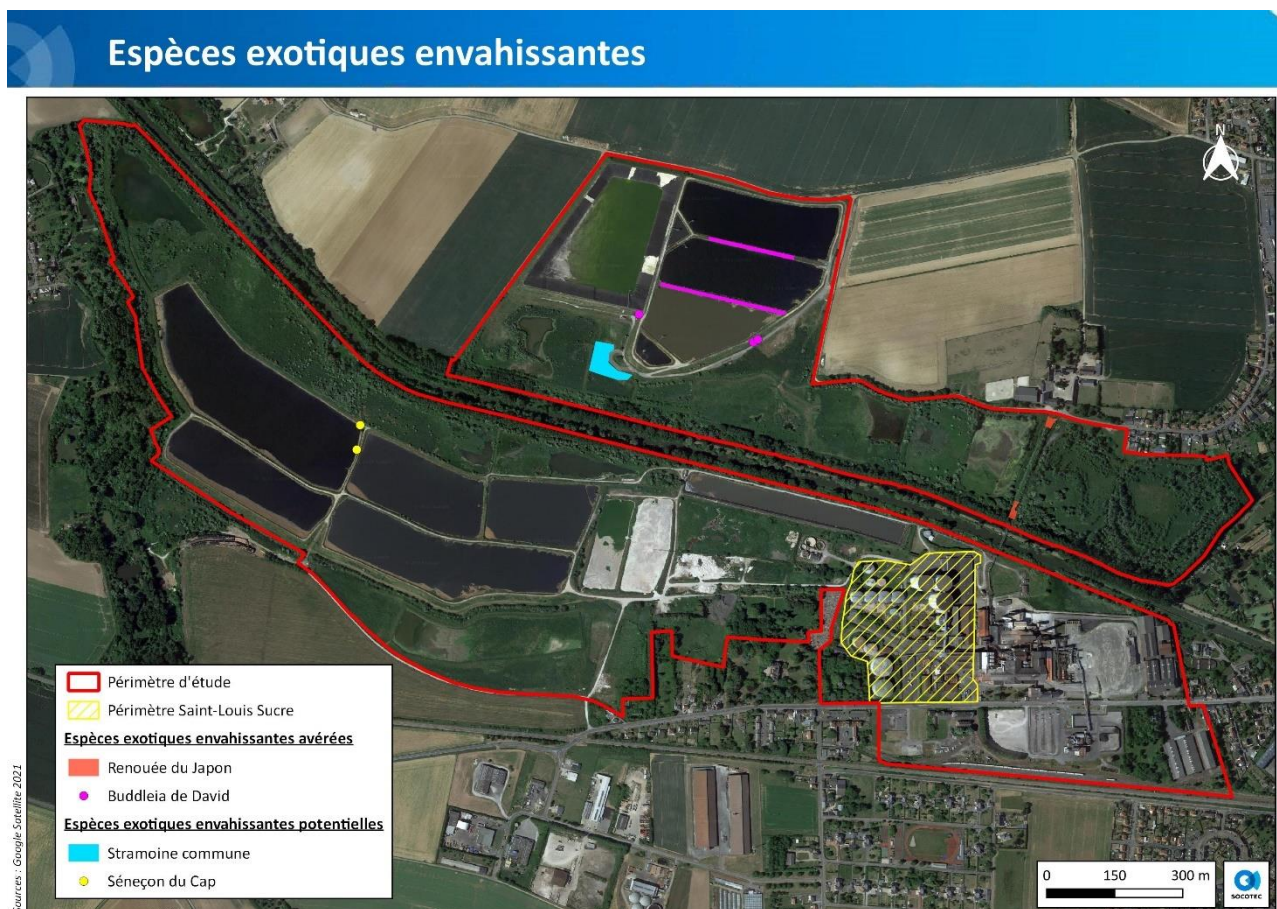 Espèces exotiques envahissantes
N
Périmètre d'étude
Périmètre Saint-Louis Sucre
Espèces exotiques envahissantes avérées
Renouée du Japon
Buddleia de David
Espèces exotiques envahissantes potentielles
Stramoine commune
Séneçon du Cap
Sources : Google Satellite 2021
0 150 300 m
SOCOTEC